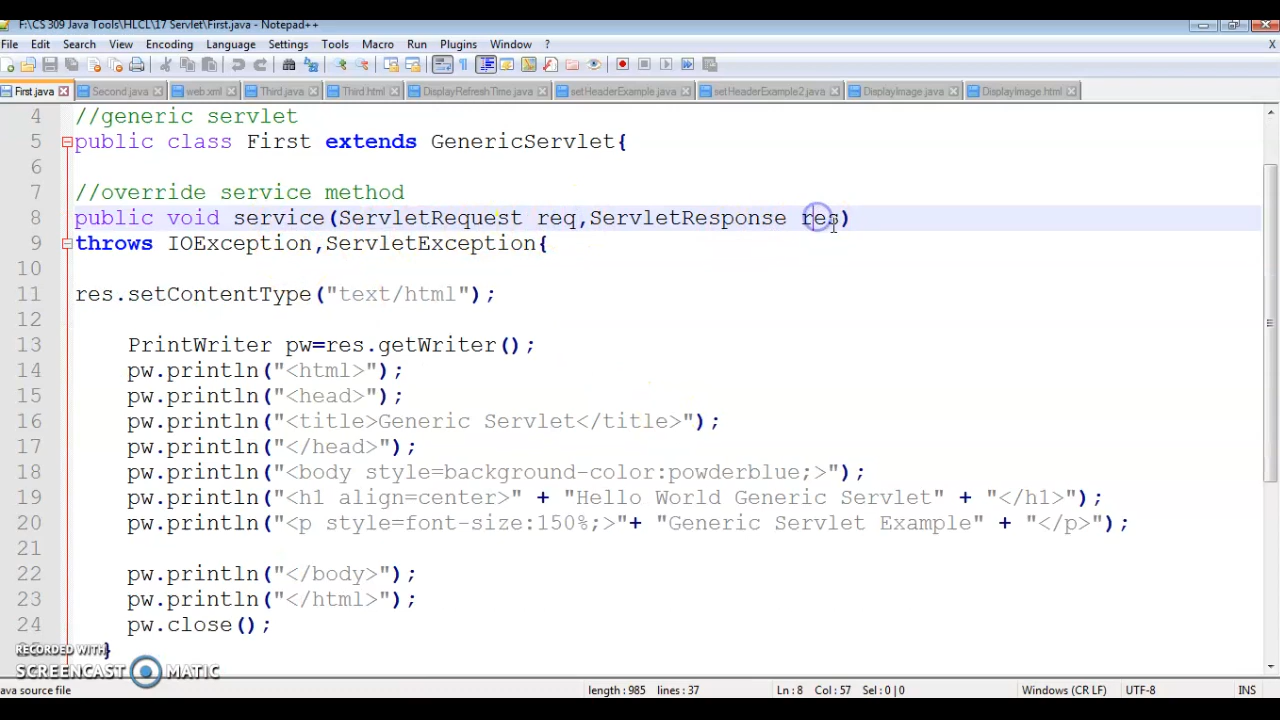 F:\CS 309 Java Tools\HLCL\17 Servlet\First.java - Notepad++
File Edit Search View Encoding Language Settings Tools Macro Run Plugins Window ? X
First.java Second.java web.xml Third.java Third.html DisplayRefreshTime.java setHeaderExample.java setHeaderExample2.java DisplayImage.java DisplayImage.html
4 //generic servlet
5 public class First extends GenericServlet{
6
7 //override service method
8 public void service(ServletRequest req,ServletResponse res)
9 throws IOException,ServletException{
10
11 res.setContentType("text/html");
12
13 PrintWriter pw=res.getWriter();
14 pw.println("<html>");
15 pw.println("<head>");
16 pw.println("<title>Generic Servlet</title>");
17 pw.println("</head>");
18 pw.println("<body style=background-color:powderblue;>");
19 pw.println("<h1 align=center>" + "Hello World Generic Servlet" + "</h1>");
20 pw.println("<p style=font-size:150%;>"+ "Generic Servlet Example" + "</p>");
21
22 pw.println("</body>");
23 pw.println("</html>");
24 pw.close();
}
RECORDED WITH
SCREENCAST MATIC
ava source file length : 985 lines : 37 Ln : 8 Col : 57 Sel : 0 | 0 Windows (CR LF) UTF-8 INS